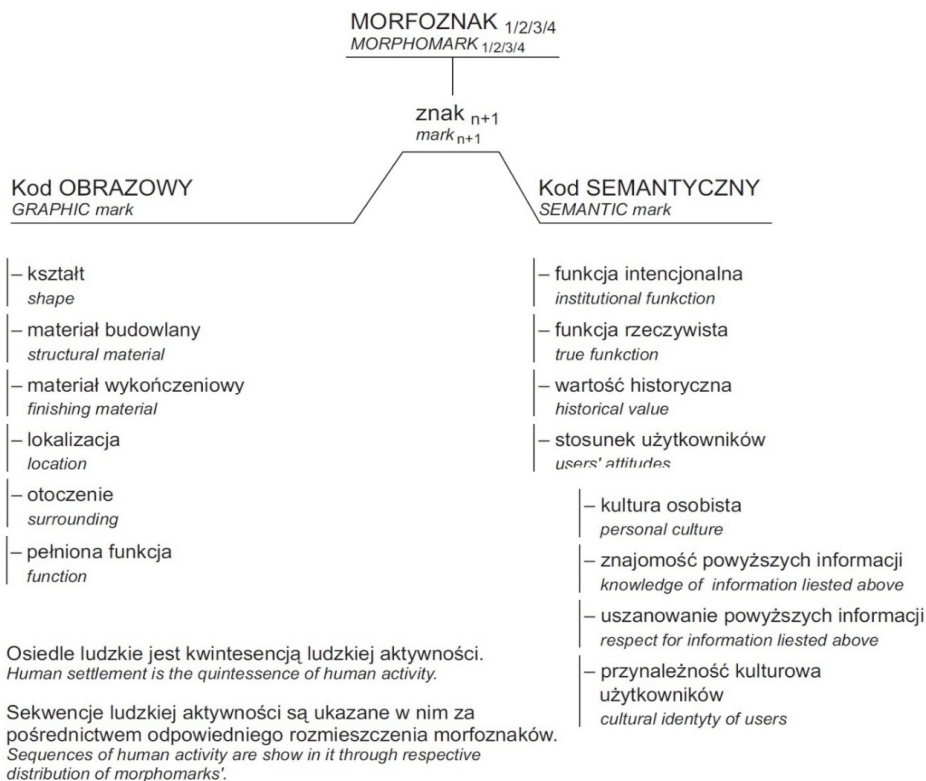 MORFOZNAK 1/2/3/4
MORPHOMARK 1/2/3/4
znak n+1
mark n+1
Kod OBRAZOWY
GRAPHIC mark
– kształt
shape
– materiał budowlany
structural material
– materiał wykończeniowy
finishing material
– lokalizacja
location
– otoczenie
surrounding
– pełniona funkcja
function
Kod SEMANTYCZNY
SEMANTIC mark
– funkcja intencjonalna
institutional funkction
– funkcja rzeczywista
true funkction
– wartość historyczna
historical value
– stosunek użytkowników
users' attitudes
– kultura osobista
personal culture
– znajomość powyższych informacji
knowledge of information liested above
– uszanowanie powyższych informacji
respect for information liested above
– przynależność kulturowa
użytkowników
cultural identyty of users
Osiedle ludzkie jest kwintesencją ludzkiej aktywności.
Human settlement is the quintessence of human activity.
Sekwencje ludzkiej aktywności są ukazane w nim za
pośrednictwem odpowiedniego rozmieszczenia morfoznaków.
Sequences of human activity are show in it through respective
distribution of morphomarks'.